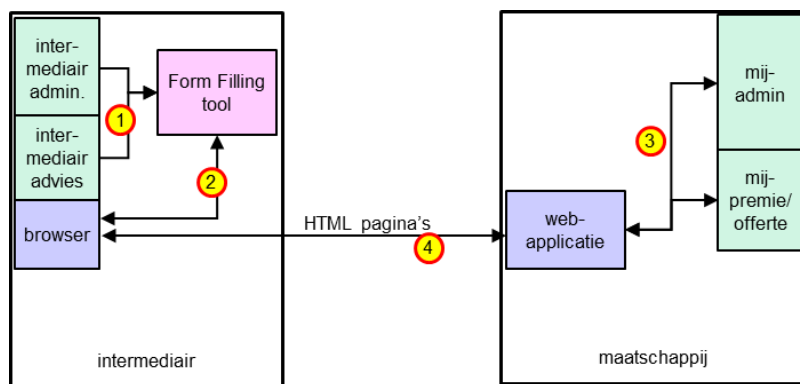 inter-
mediair
admin.
inter-
mediair
advies
browser
1
Form Filling
tool
2
HTML pagina's
4
intermediair
web-
applicatie
3
mij-
admin
mij-
premie/
offerte
maatschappij